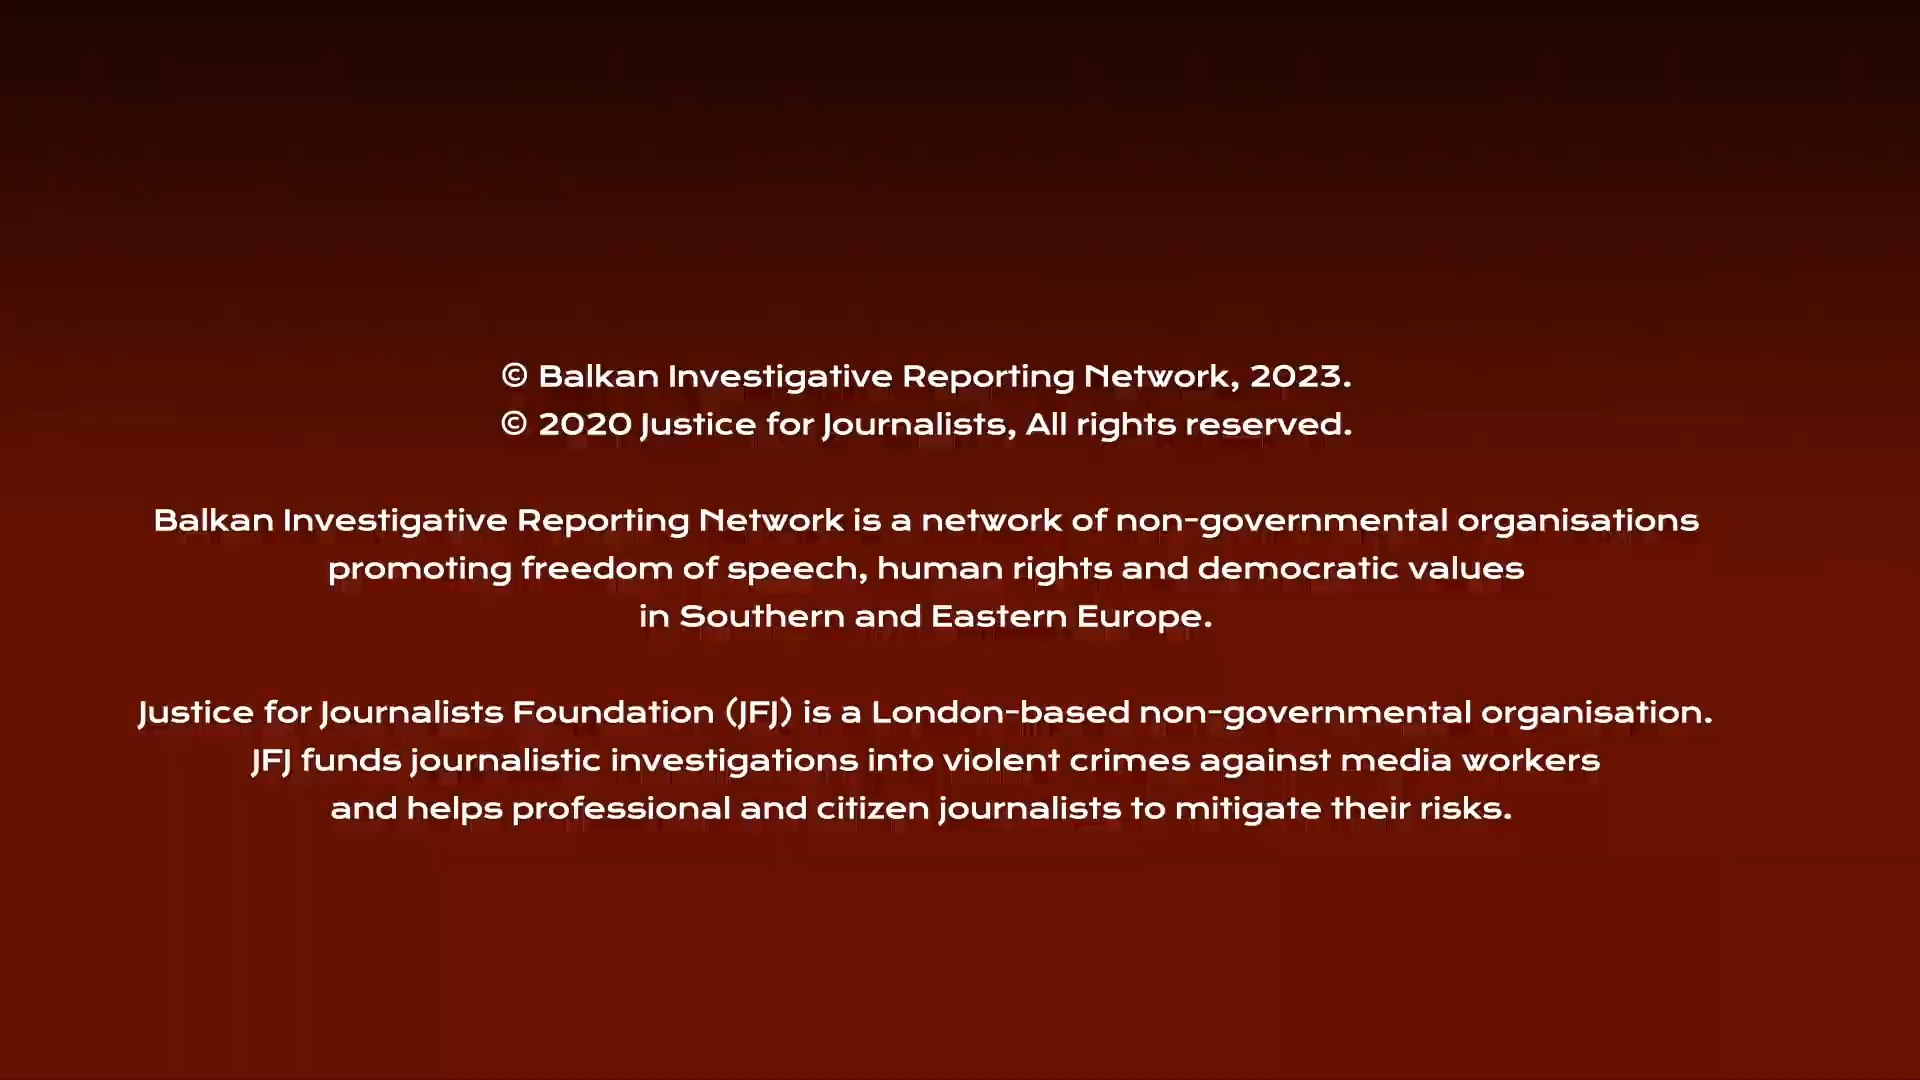 © Balkan Investigative Reporting Network, 2023.
© 2020 Justice for Journalists, All rights reserved.
Balkan Investigative Reporting Network is a network of non-governmental organisations
promoting freedom of speech, human rights and democratic values
in Southern and Eastern Europe.
Justice for Journalists Foundation (JFJ) is a London-based non-governmental organisation.
JFJ funds journalistic investigations into violent crimes against media workers
and helps professional and citizen journalists to mitigate their risks.